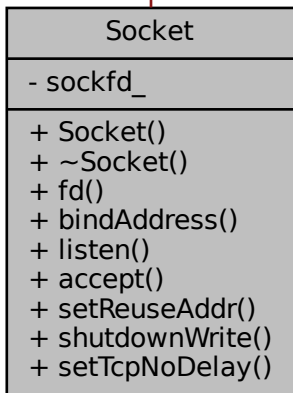 Socket
- sockfd_
+ Socket()
+ ~Socket()
+ fd()
+ bindAddress()
+ listen()
+ accept()
+ setReuseAddr()
+ shutdownWrite()
+ setTcpNoDelay()